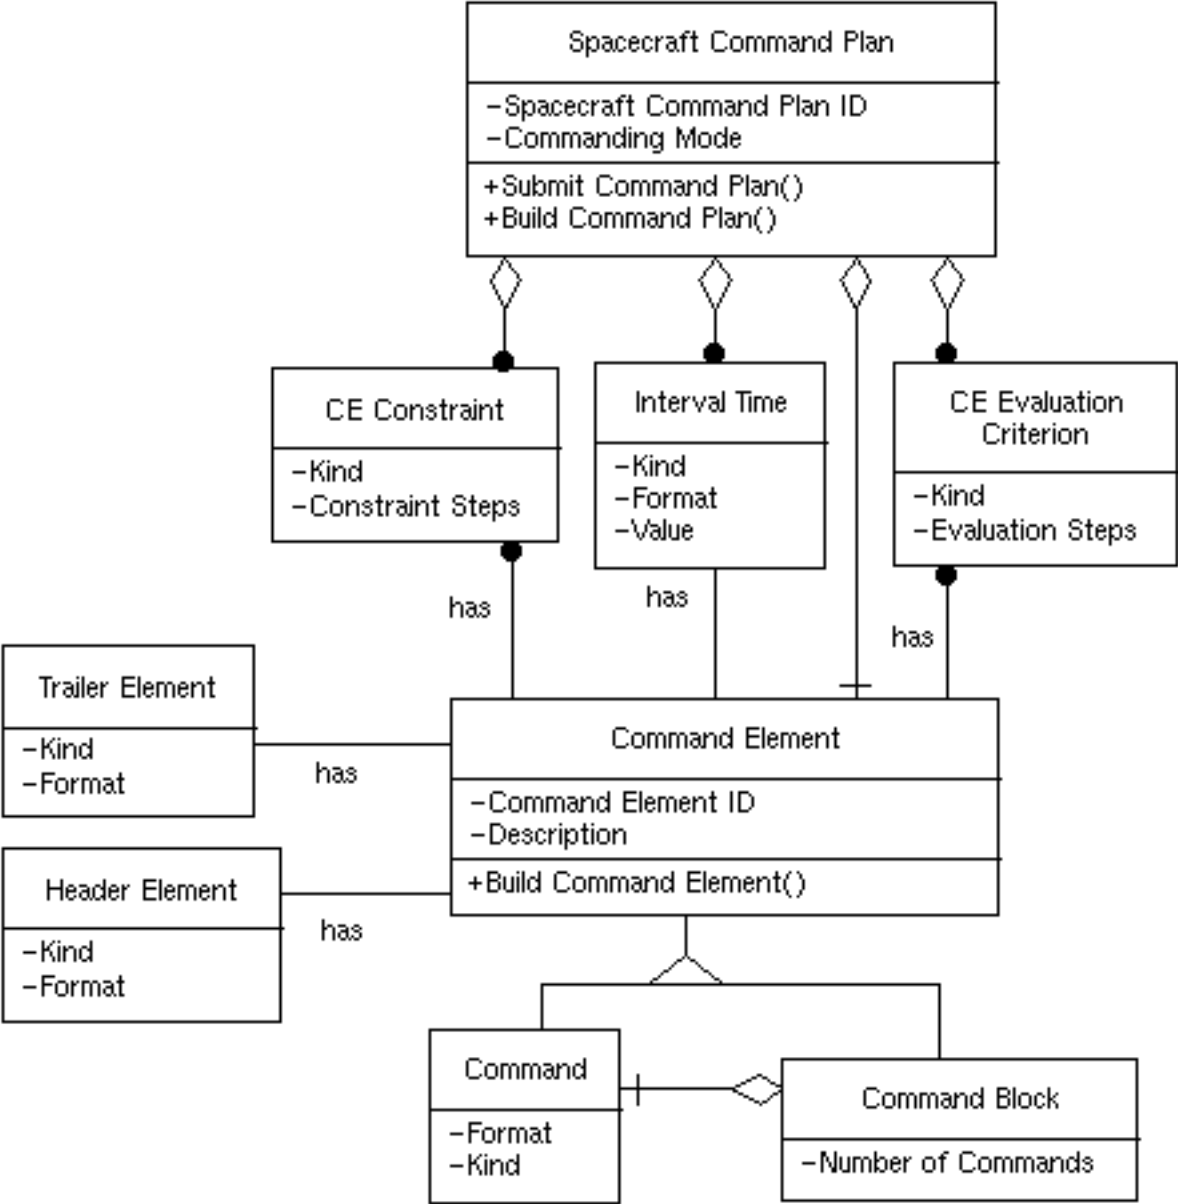 Spacecraft Command Plan
-Spacecraft Command Plan ID
-Commanding Mode
+Submit Command Plan()
+Build Command Plan()
CE Constraint
-Kind
-Constraint Steps
Interval Time
-Kind
-Format
-Value
CE Evaluation
Criterion
-Kind
-Evaluation Steps
has
has
has
Trailer Element
-Kind
-Format
has
Header Element
-Kind
-Format
has
Command Element
-Command Element ID
-Description
+Build Command Element()
Command
-Format
-Kind
Command Block
-Number of Commands